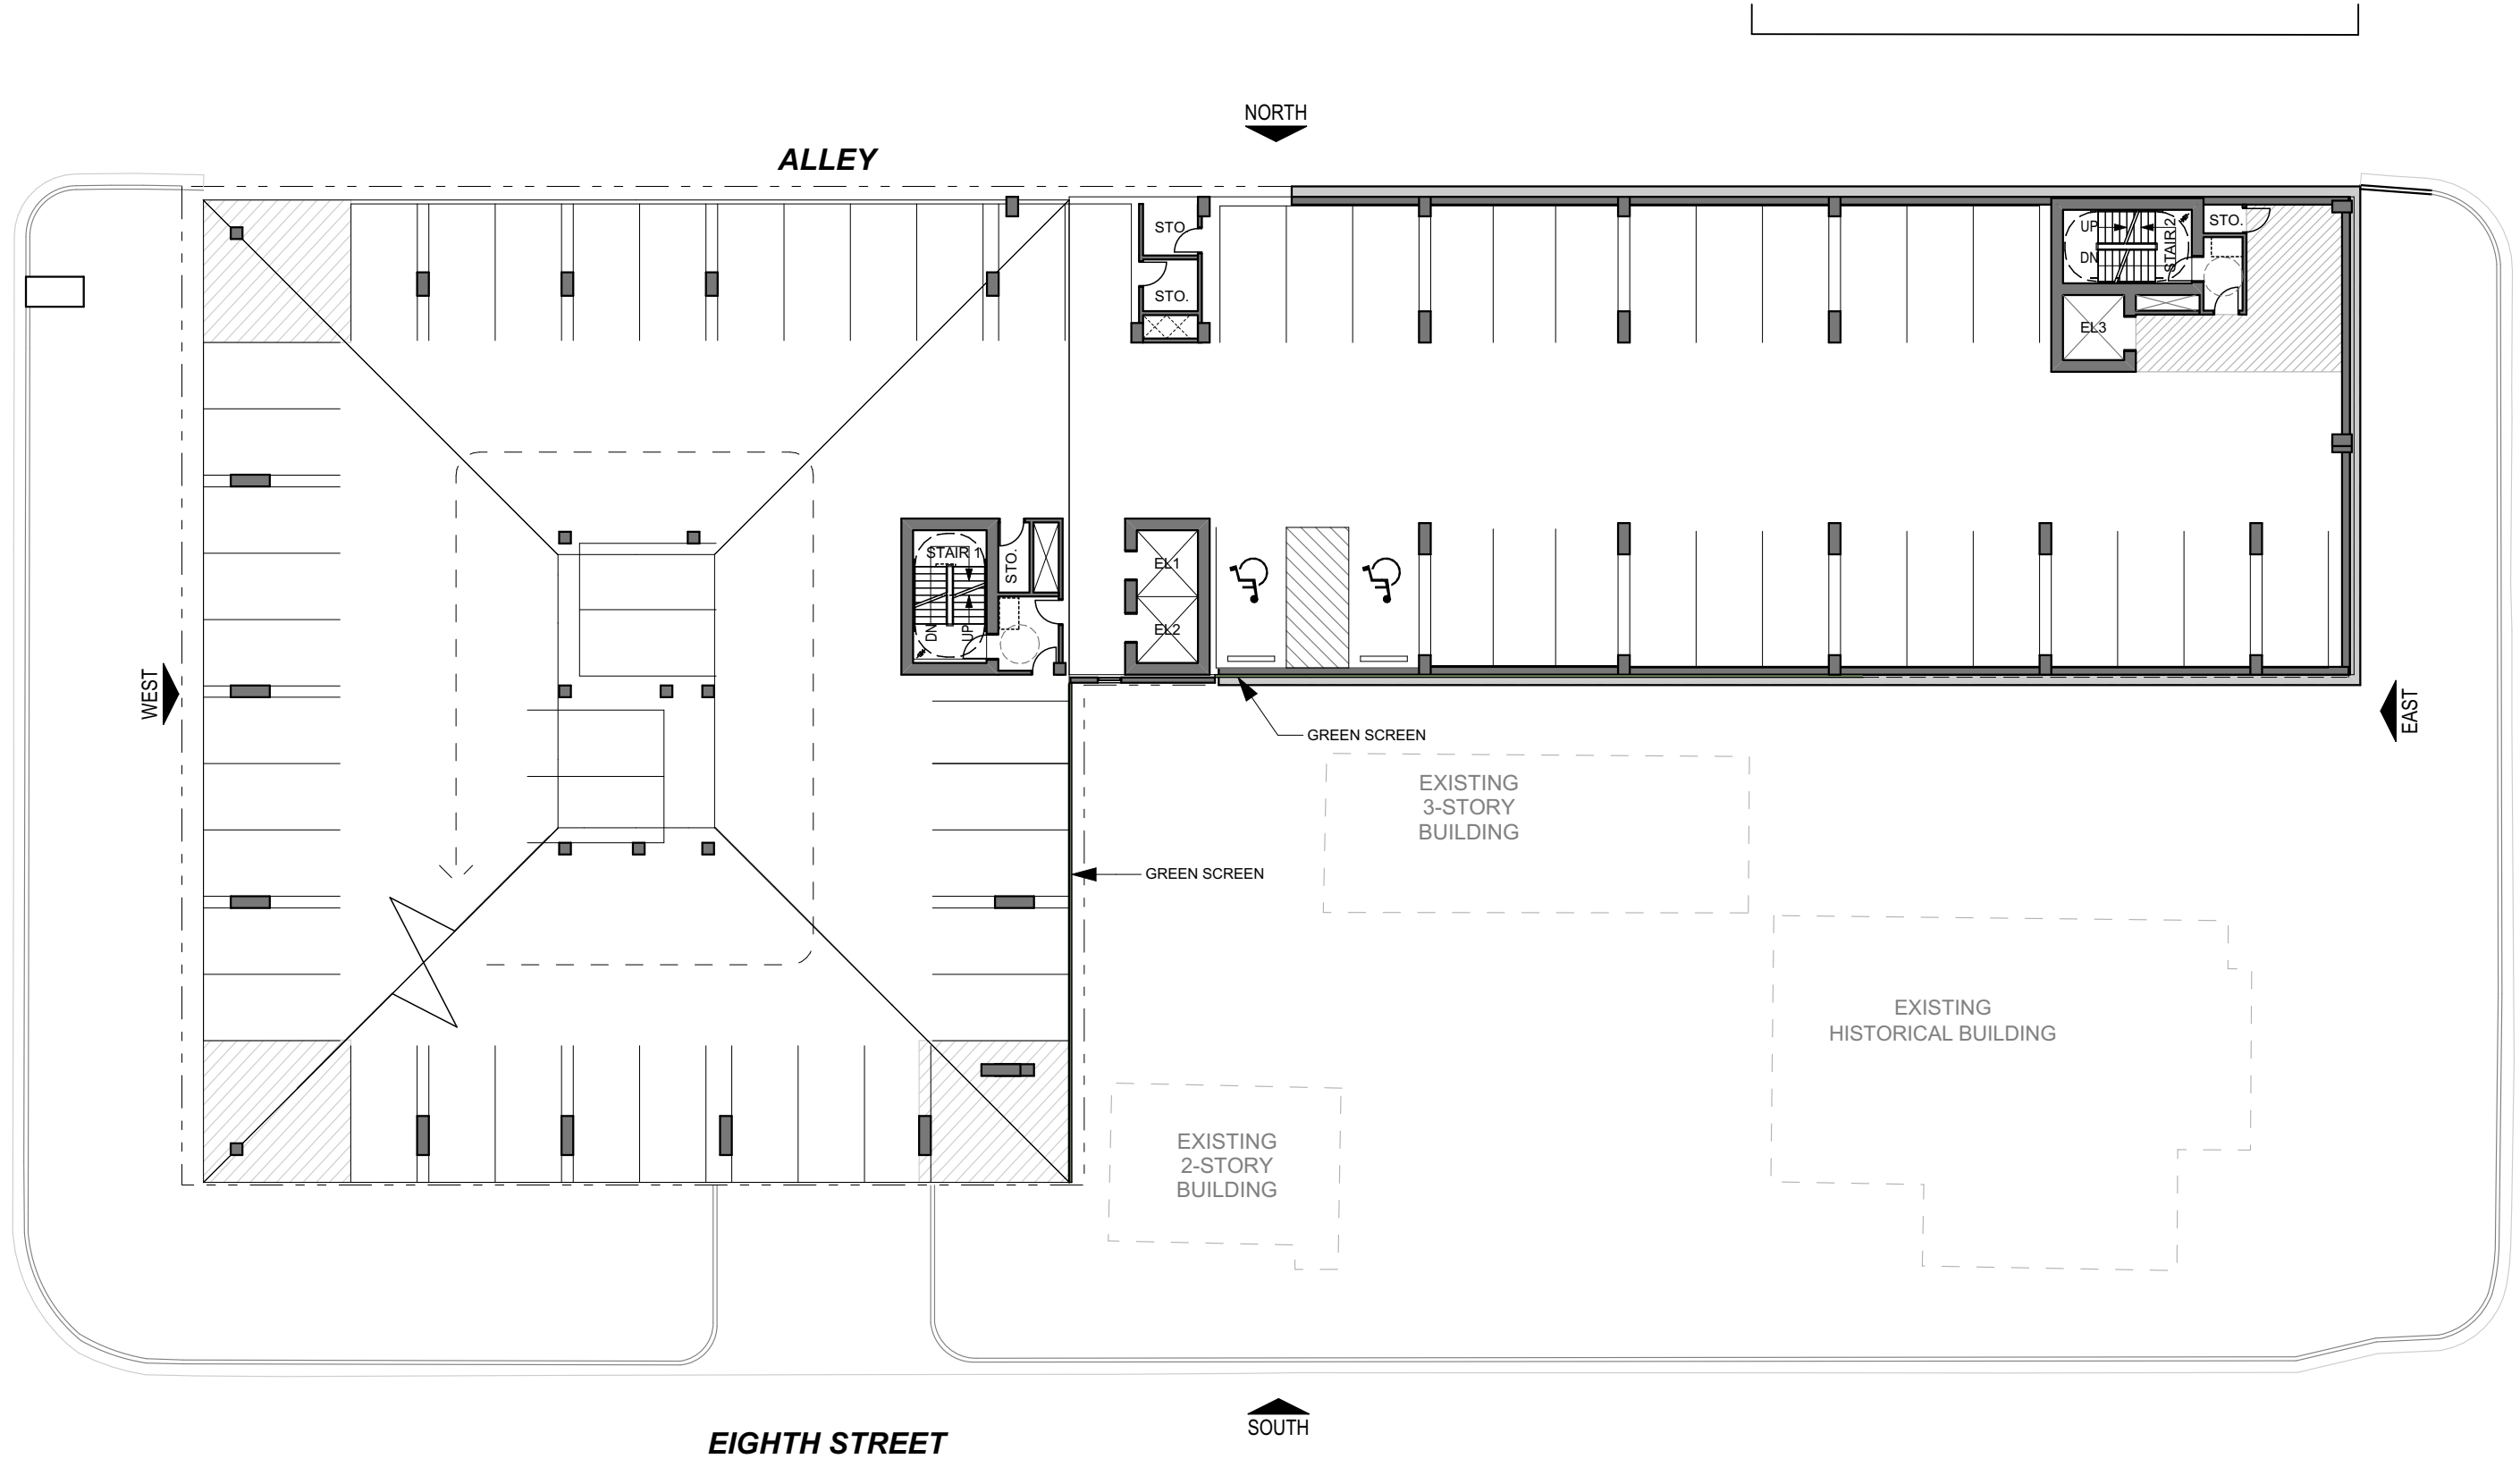 NORTH
ALLEY
STO.
STO.
UP
DN
STAIR 2
STO.
EL3
STAIR 1
STO.
DN
UP
EL1
EL2
WEST
EAST
GREEN SCREEN
EXISTING
3-STORY
BUILDING
GREEN SCREEN
EXISTING
HISTORICAL BUILDING
EXISTING
2-STORY
BUILDING
SOUTH
EIGHTH STREET